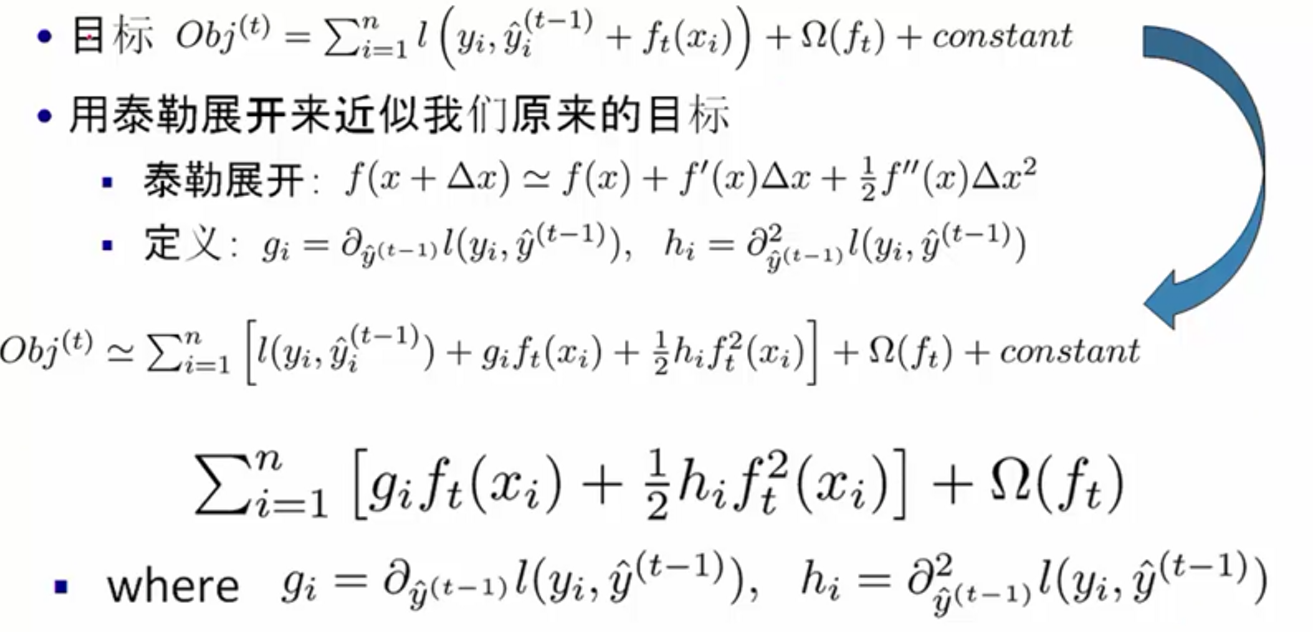 • 目标 Obj^{(t)} = \sum_{i=1}^{n} l\left(y_i, \hat{y}_i^{(t-1)} + f_t(x_i)\right) + \Omega(f_t) + constant
• 用泰勒展开来近似我们原来的目标
▪ 泰勒展开: f(x + \Delta x) \simeq f(x) + f'(x)\Delta x + \frac{1}{2} f''(x)\Delta x^2
▪ 定义: g_i = \partial_{\hat{y}^{(t-1)}} l(y_i, \hat{y}^{(t-1)}), h_i = \partial^2_{\hat{y}^{(t-1)}} l(y_i, \hat{y}^{(t-1)})
Obj^{(t)} \simeq \sum_{i=1}^{n} \left[ l(y_i, \hat{y}_i^{(t-1)}) + g_i f_t(x_i) + \frac{1}{2} h_i f_t^2(x_i) \right] + \Omega(f_t) + constant
\sum_{i=1}^{n} \left[ g_i f_t(x_i) + \frac{1}{2} h_i f_t^2(x_i) \right] + \Omega(f_t)
▪ where g_i = \partial_{\hat{y}^{(t-1)}} l(y_i, \hat{y}^{(t-1)}), h_i = \partial^2_{\hat{y}^{(t-1)}} l(y_i, \hat{y}^{(t-1)})